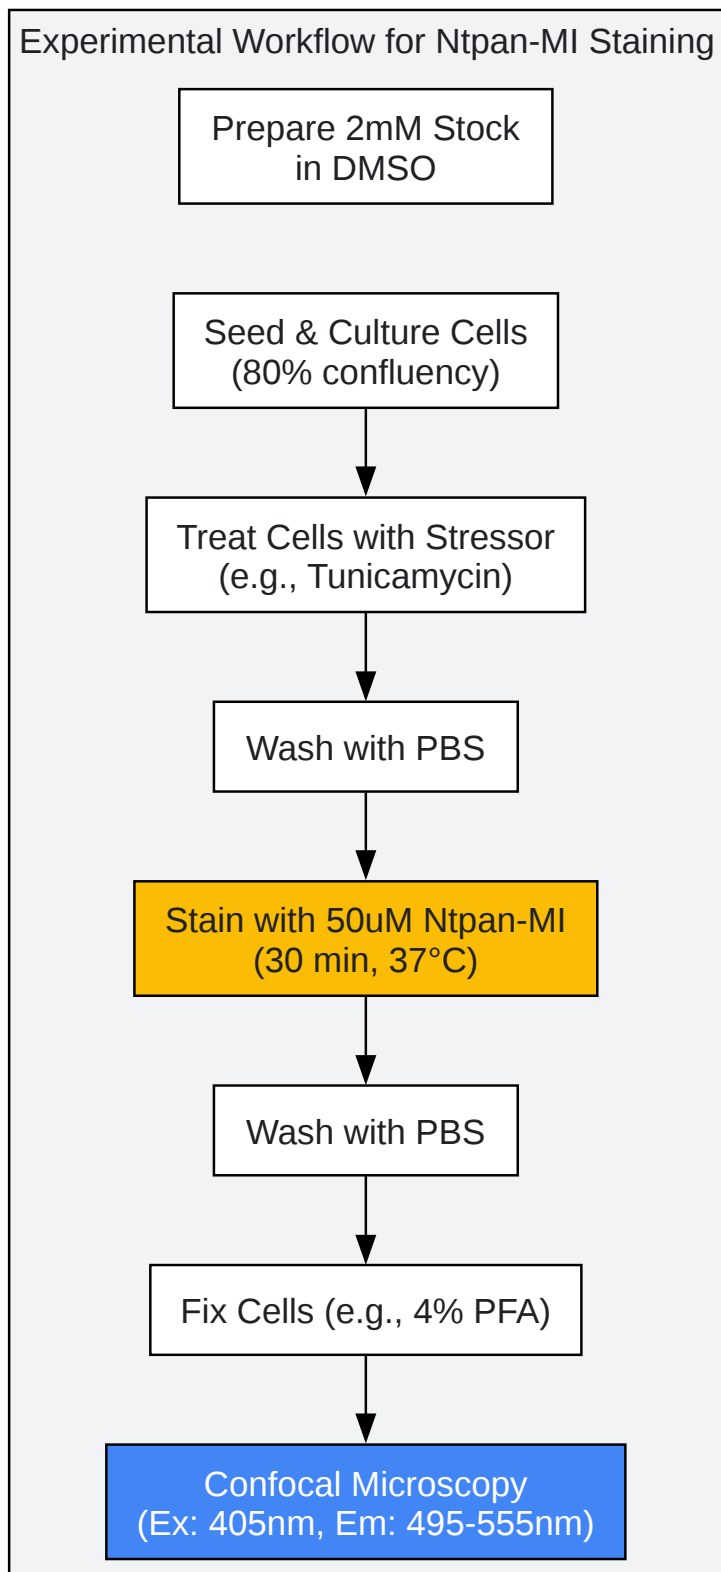 Experimental Workflow for Ntpan-MI Staining
Prepare 2mM Stock
in DMSO
Seed & Culture Cells
(80% confluency)
Treat Cells with Stressor
(e.g., Tunicamycin)
Wash with PBS
Stain with 50uM Ntpan-MI
(30 min, 37°C)
Wash with PBS
Fix Cells (e.g., 4% PFA)
Confocal Microscopy
(Ex: 405nm, Em: 495-555nm)